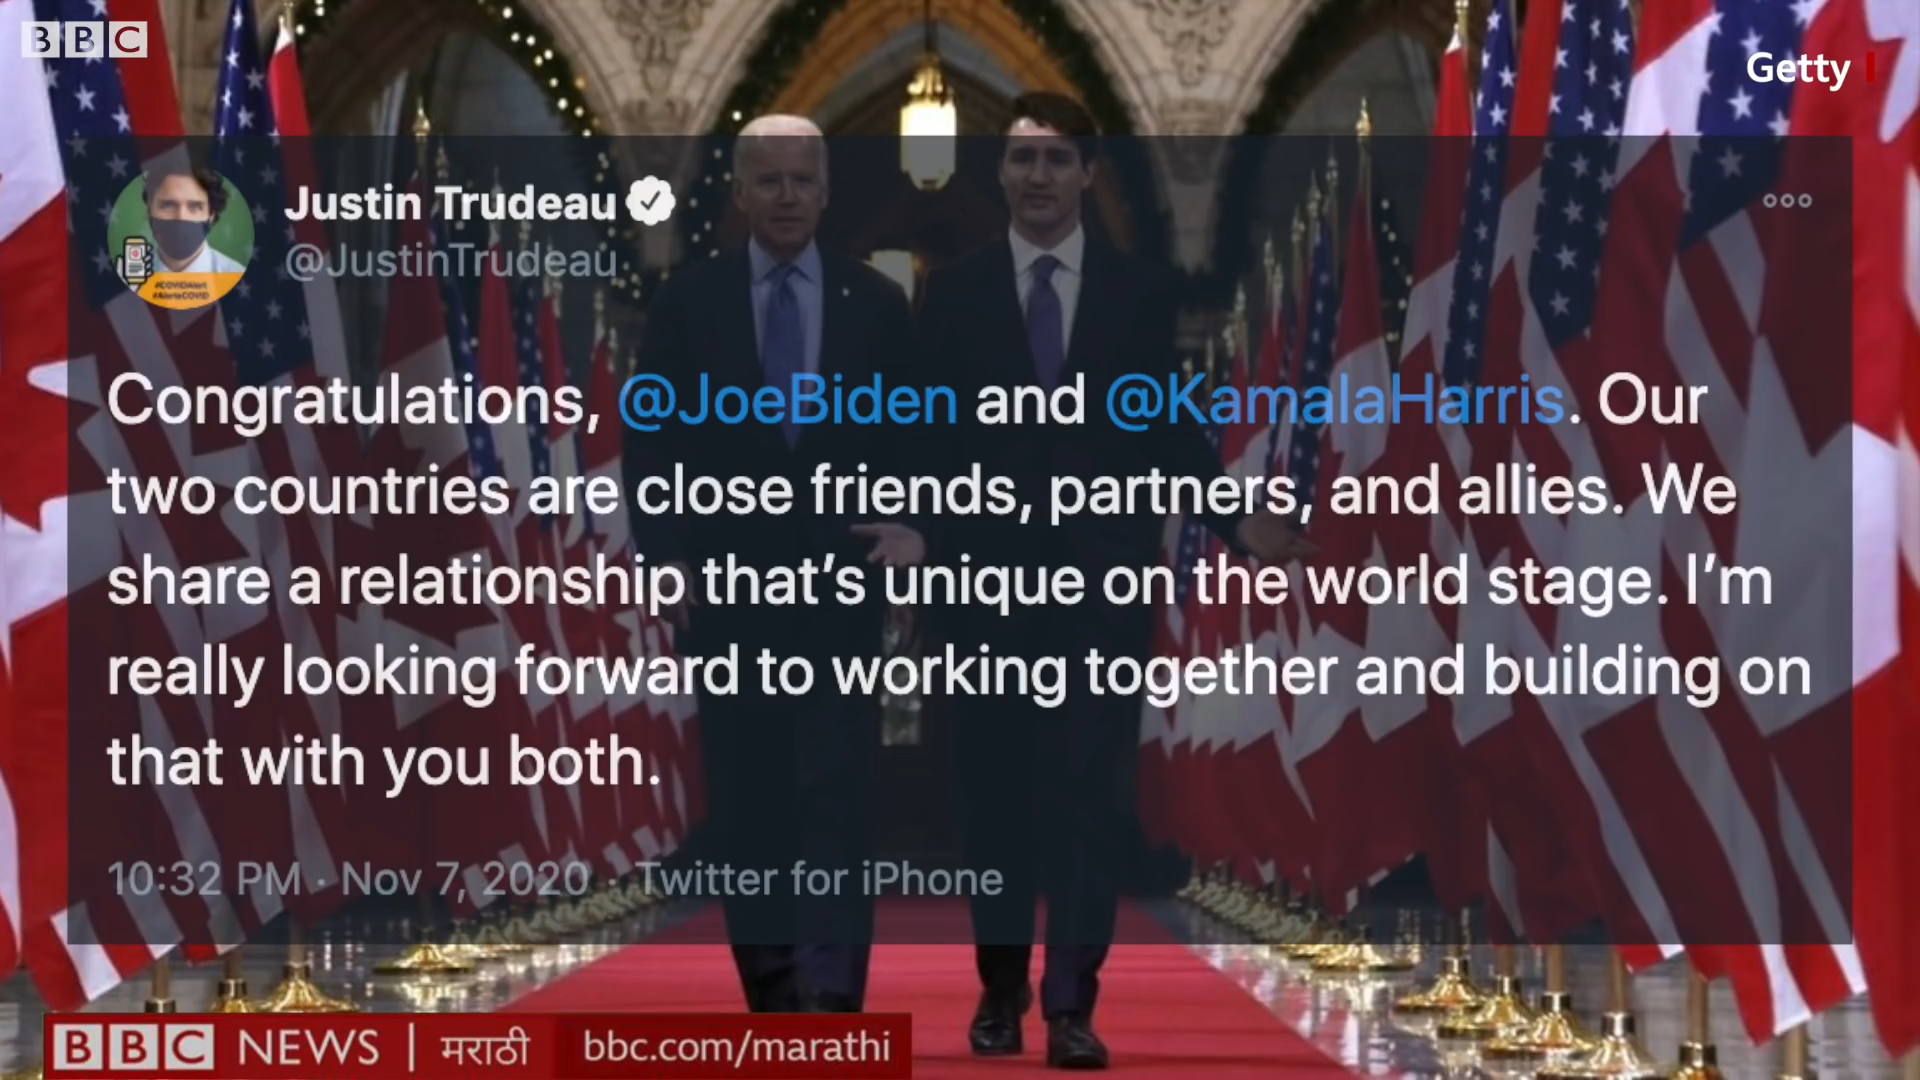 BBC
Getty
Justin Trudeau
@JustinTrudeau
#COVIDAlert
#AlerteCOVID
Congratulations, @JoeBiden and @KamalaHarris. Our
two countries are close friends, partners, and allies. We
share a relationship that’s unique on the world stage. I’m
really looking forward to working together and building on
that with you both.
10:32 PM · Nov 7, 2020 · Twitter for iPhone
BBC NEWS | मराठी bbc.com/marathi